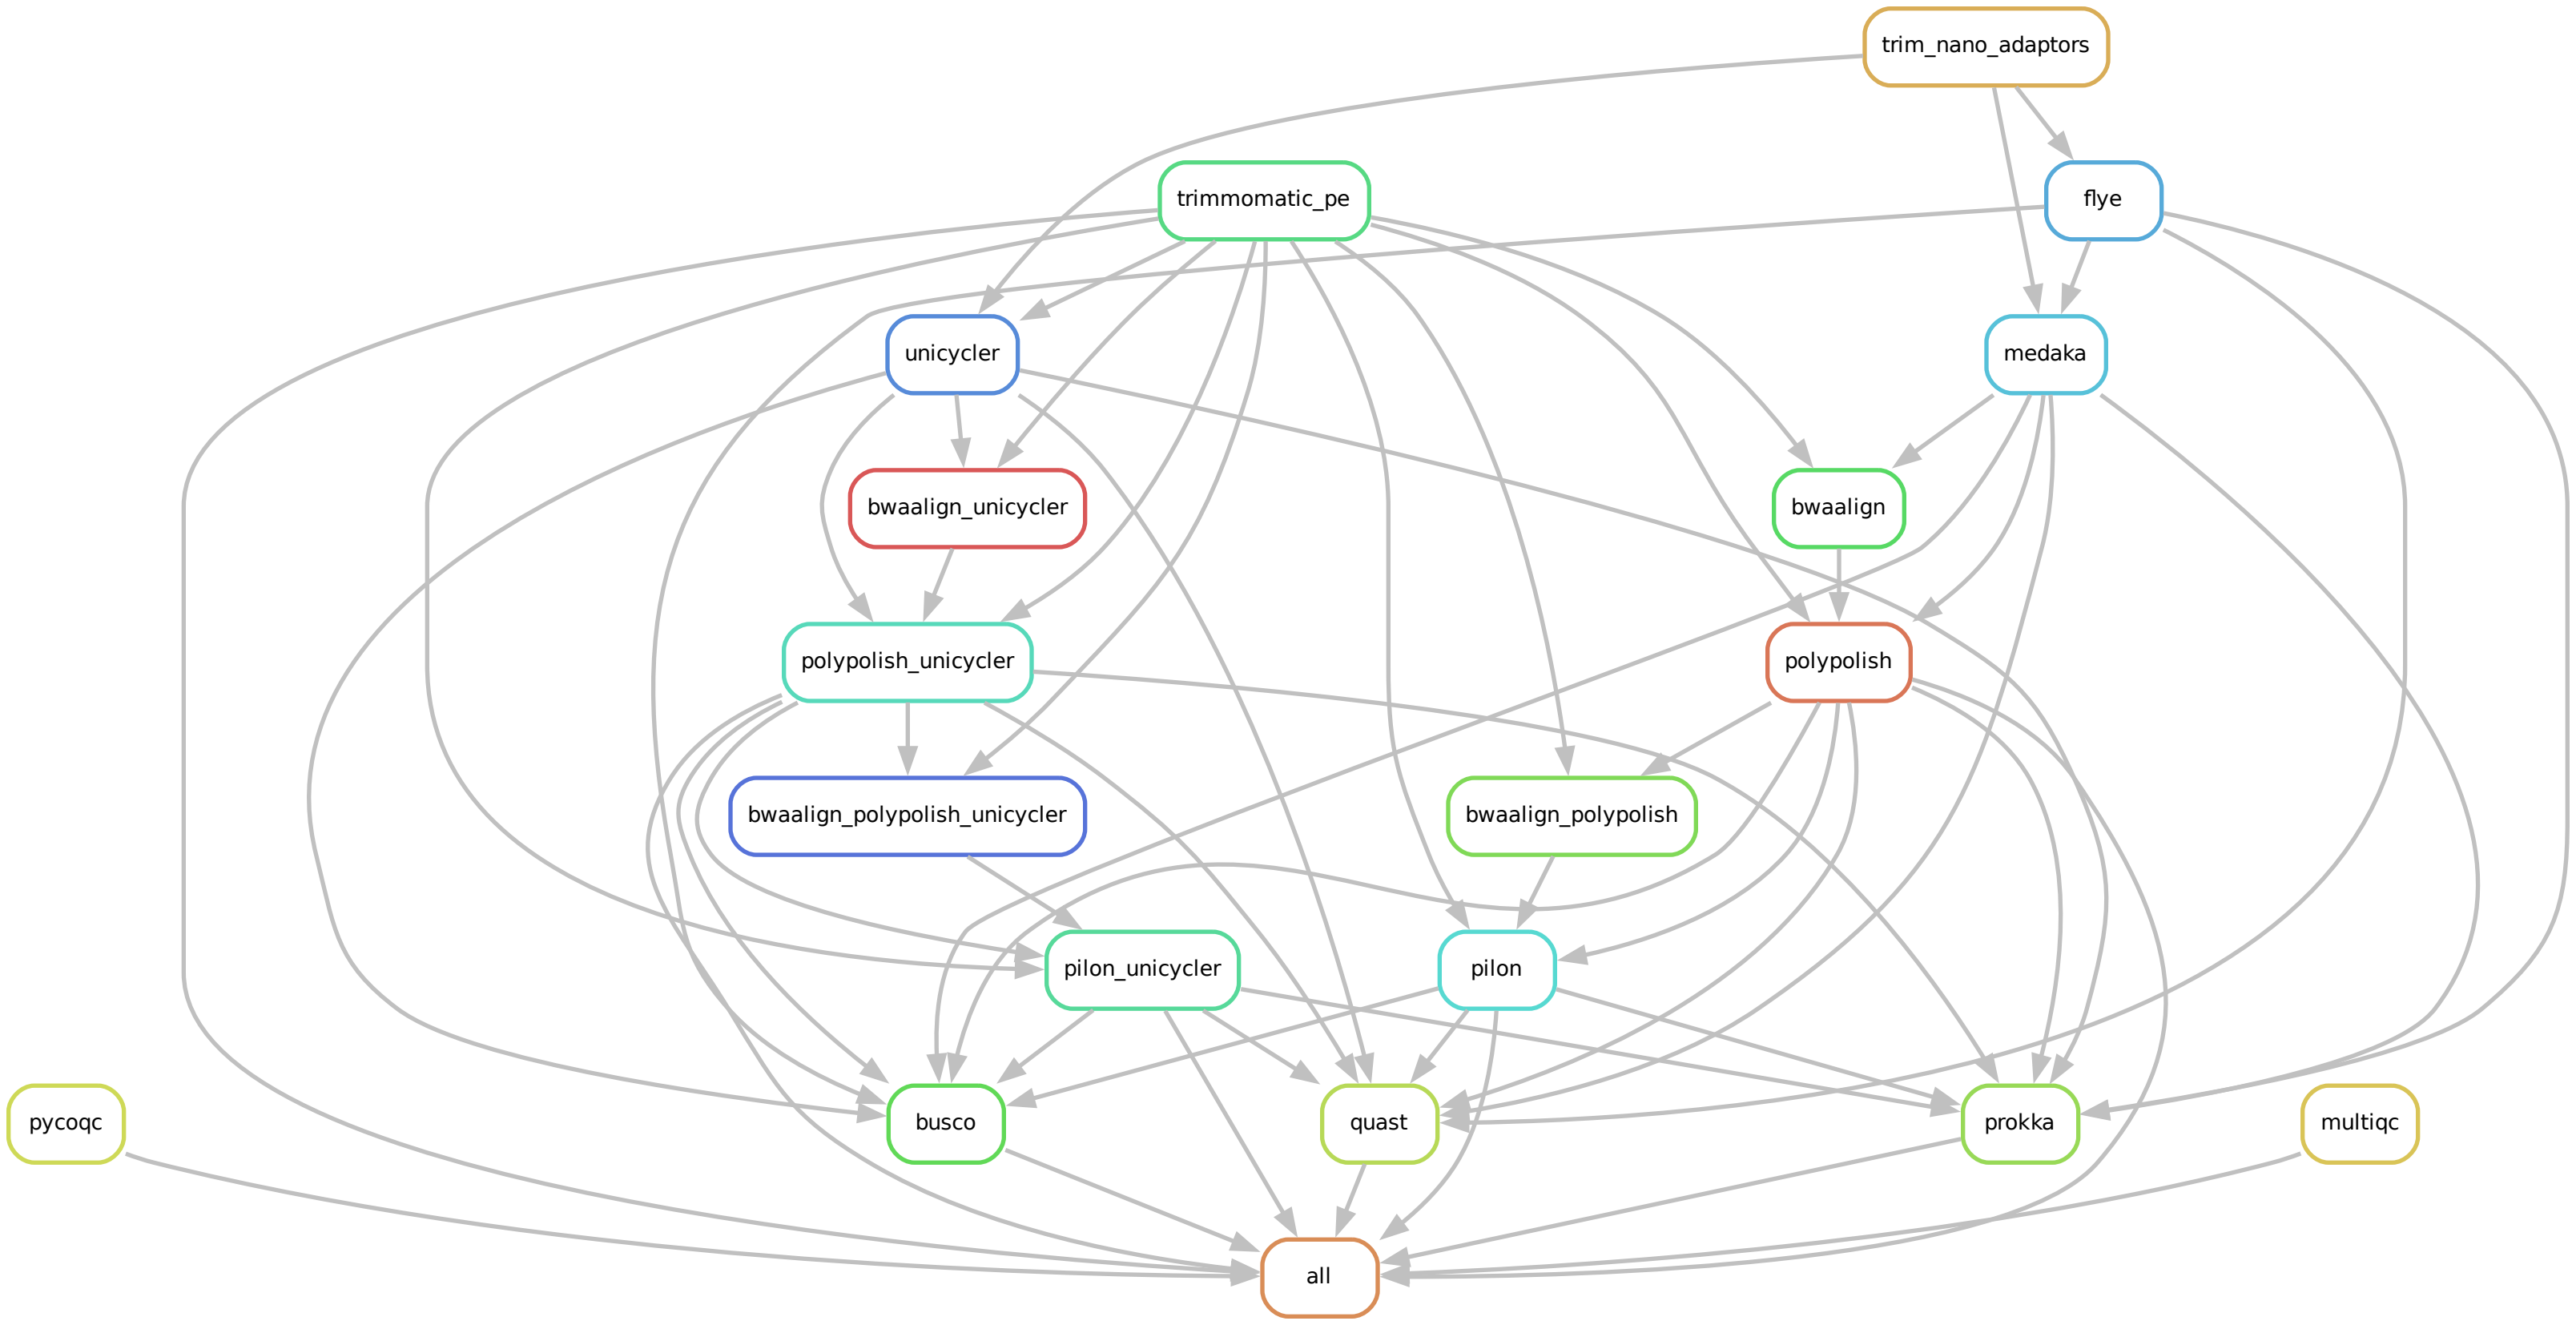 trim_nano_adaptors
trimmomatic_pe
flye
unicycler
medaka
bwaalign_unicycler
bwaalign
polypolish_unicycler
polypolish
bwaalign_polypolish_unicycler
bwaalign_polypolish
pilon_unicycler
pilon
pycoqc
busco
quast
prokka
multiqc
all